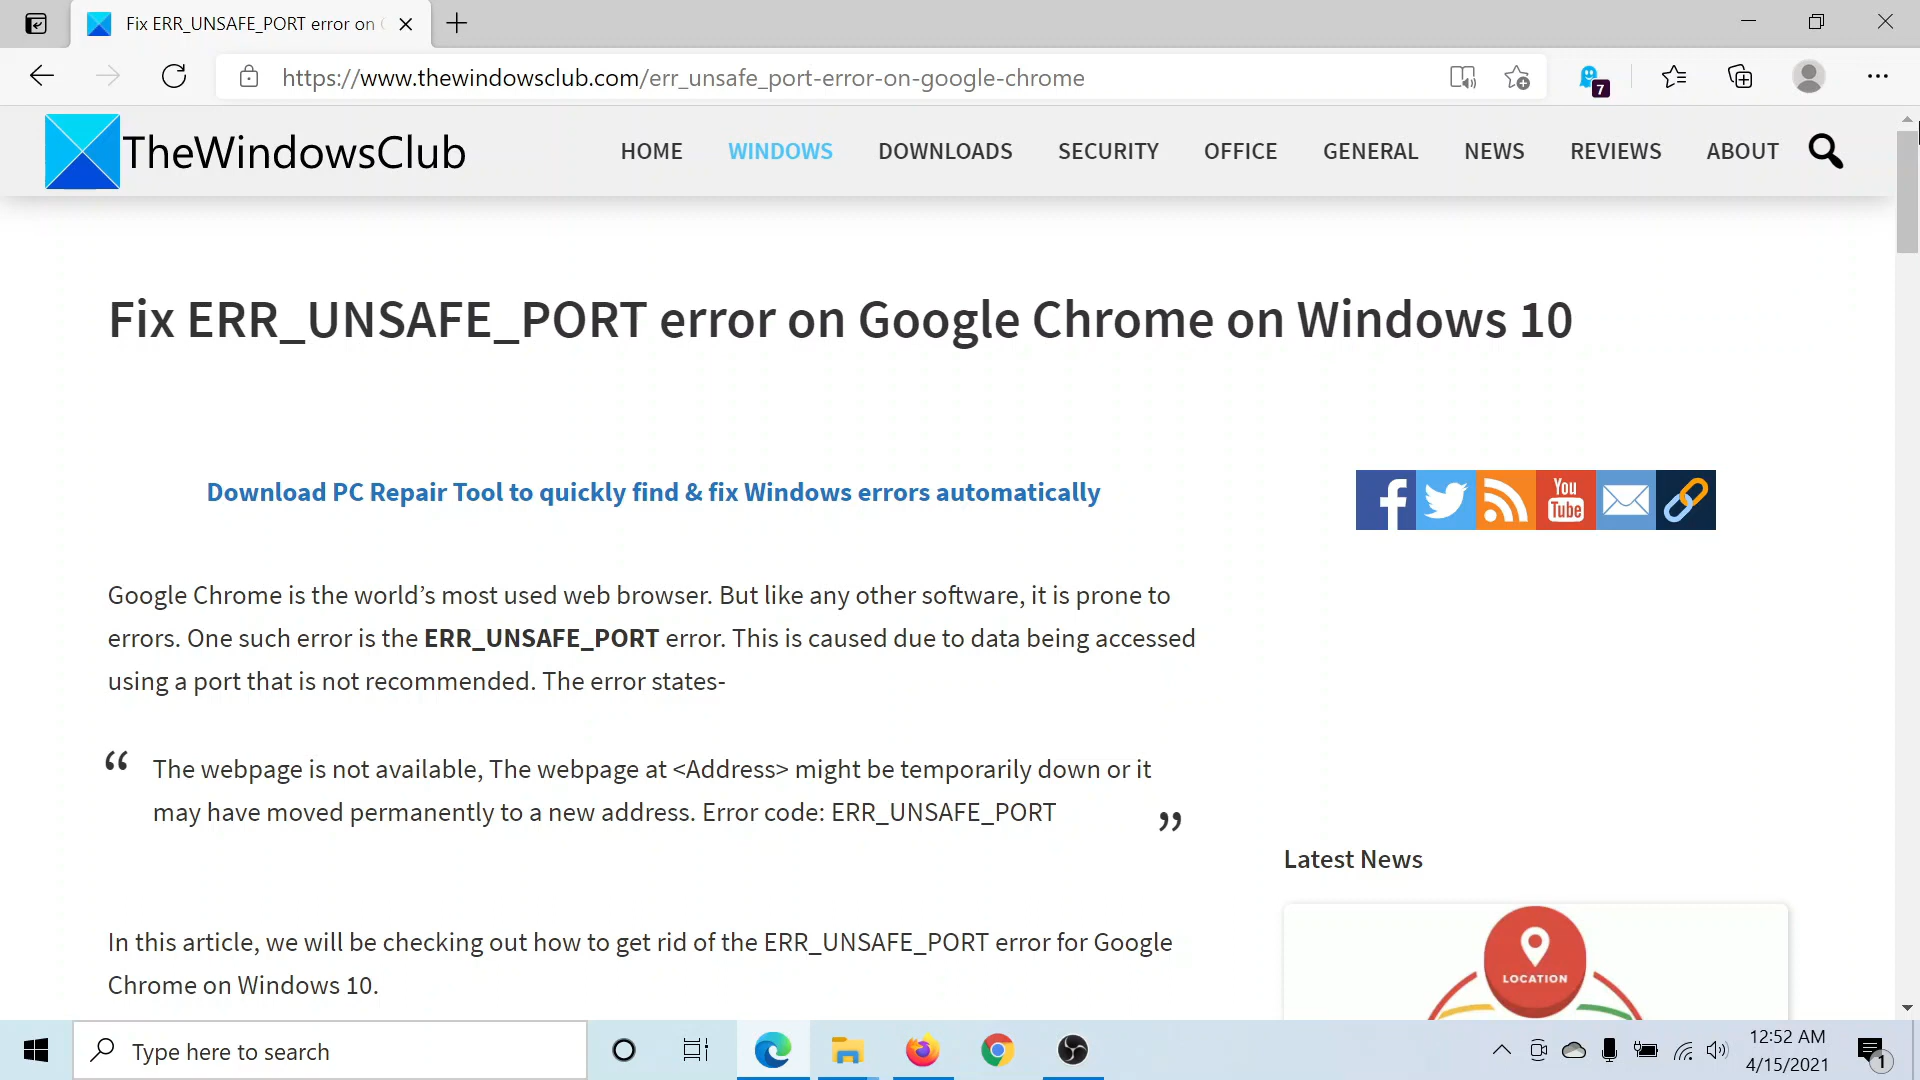 Fix ERR_UNSAFE_PORT error on
https://www.thewindowsclub.com/err_unsafe_port-error-on-google-chrome
7
TheWindowsClub
HOME
WINDOWS
DOWNLOADS
SECURITY
OFFICE
GENERAL
NEWS
REVIEWS
ABOUT
Fix ERR_UNSAFE_PORT error on Google Chrome on Windows 10
Download PC Repair Tool to quickly find & fix Windows errors automatically
You
Tube
Google Chrome is the world’s most used web browser. But like any other software, it is prone to
errors. One such error is the ERR_UNSAFE_PORT error. This is caused due to data being accessed
using a port that is not recommended. The error states-
“ The webpage is not available, The webpage at <Address> might be temporarily down or it
may have moved permanently to a new address. Error code: ERR_UNSAFE_PORT ”
Latest News
LOCATION
In this article, we will be checking out how to get rid of the ERR_UNSAFE_PORT error for Google
Chrome on Windows 10.
Type here to search
12:52 AM
4/15/2021
1